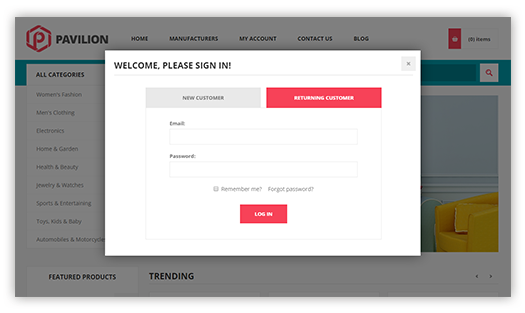 PAVILION
HOME MANUFACTURERS MY ACCOUNT CONTACT US BLOG
(0) items
WELCOME, PLEASE SIGN IN!
×
ALL CATEGORIES
Women's Fashion
Men's Clothing
Electronics
Home & Garden
Health & Beauty
Jewelry & Watches
Sports & Entertaining
Toys, Kids & Baby
Automobiles & Motorcycle
NEW CUSTOMER RETURNING CUSTOMER
Email:
Password:
Remember me? Forgot password?
LOG IN
FEATURED PRODUCTS
TRENDING